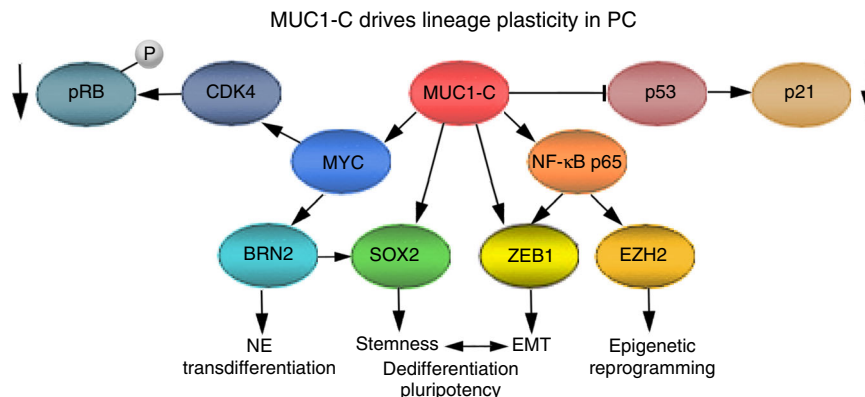 MUC1-C drives lineage plasticity in PC
P
pRB
CDK4
MUC1-C
p53
p21
MYC
NF-κB p65
BRN2
SOX2
ZEB1
EZH2
NE
transdifferentiation
Stemness
EMT
Dedifferentiation
pluripotency
Epigenetic
reprogramming